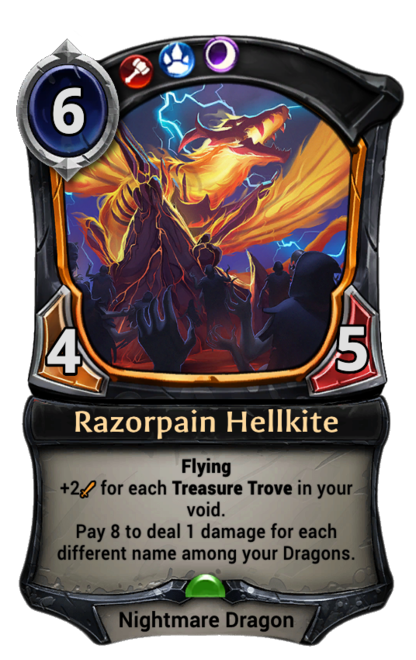 6
4
5
Razorpain Hellkite
Flying
+2 for each Treasure Trove in your
void.
Pay 8 to deal 1 damage for each
different name among your Dragons.
Nightmare Dragon